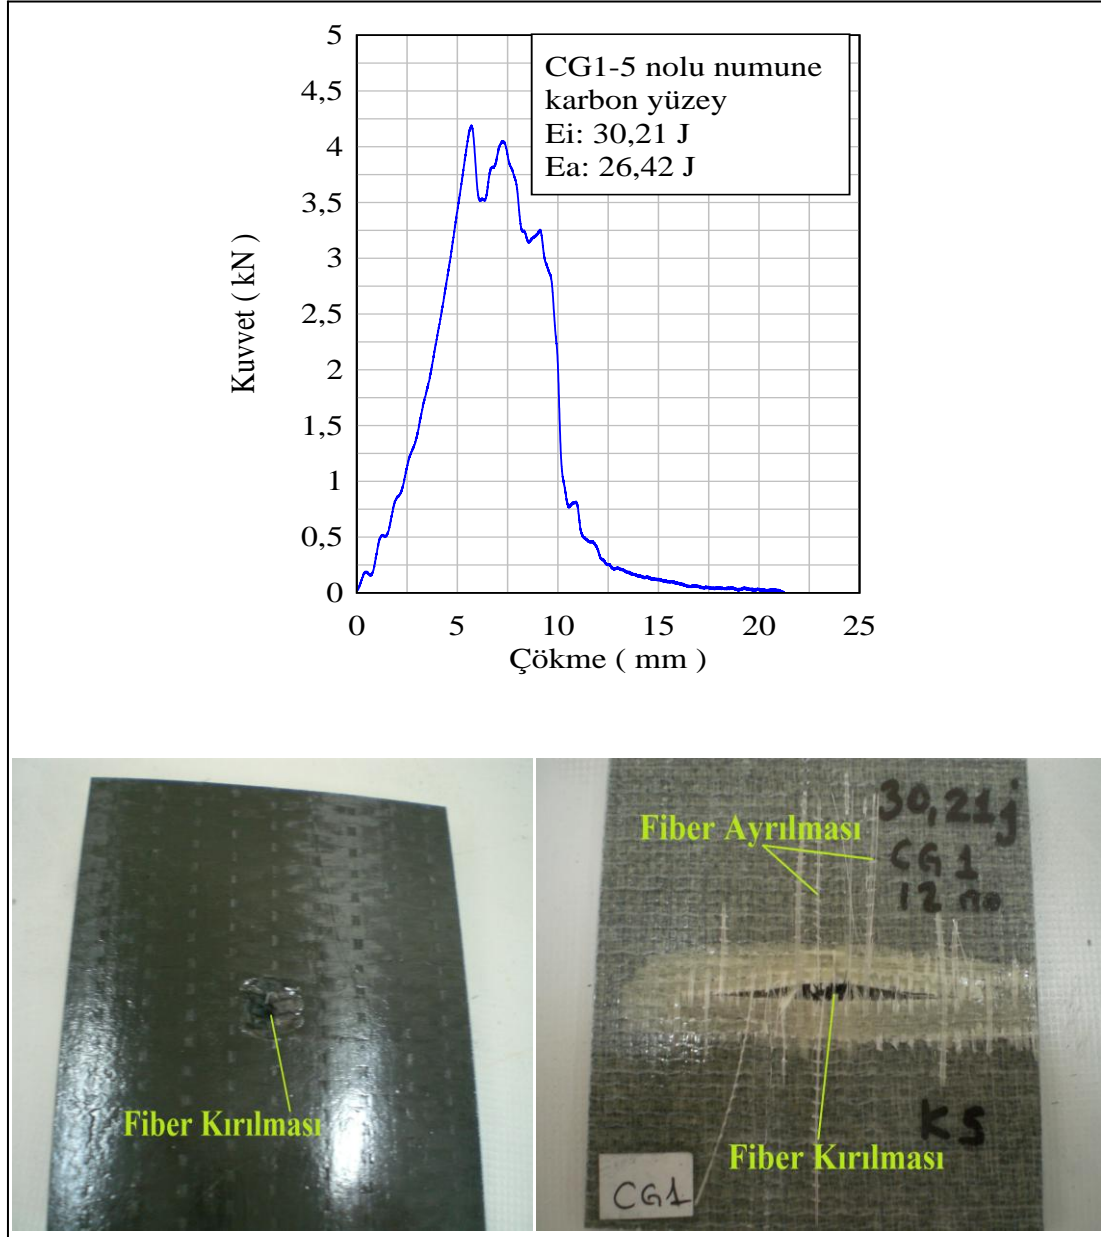 5
4,5
4
3,5
3
2,5
2
1,5
1
0,5
0
0 5 10 15 20 25
Kuvvet ( kN )
Çökme ( mm )
CG1-5 nolu numune
karbon yüzey
Ei: 30,21 J
Ea: 26,42 J
Fiber Kırılması
Fiber Ayrılması
30,21j
CG1
12 no
K5
Fiber Kırılması
CG1